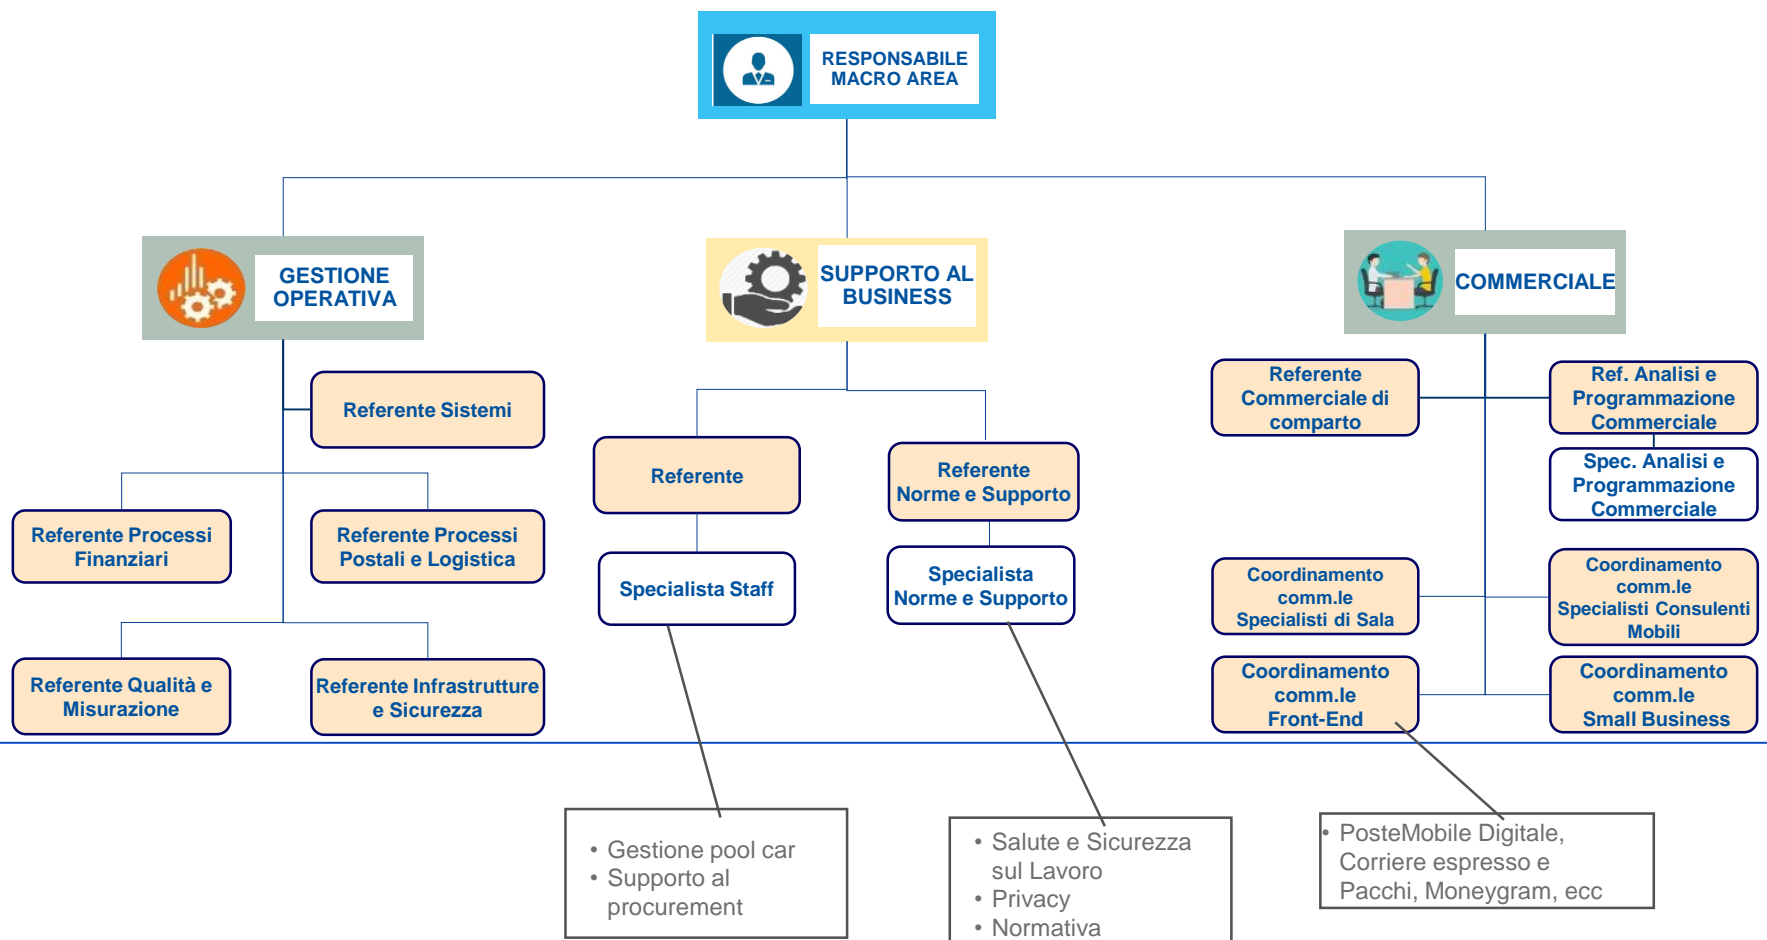 RESPONSABILE
MACRO AREA
GESTIONE
OPERATIVA
SUPPORTO AL
BUSINESS
COMMERCIALE
Referente Sistemi
Referente Processi
Finanziari
Referente Processi
Postali e Logistica
Referente Qualità e
Misurazione
Referente Infrastrutture
e Sicurezza
Referente
Specialista Staff
Referente
Norme e Supporto
Specialista
Norme e Supporto
Referente
Commerciale di
comparto
Ref. Analisi e
Programmazione
Commerciale
Spec. Analisi e
Programmazione
Commerciale
Coordinamento
comm.le
Specialisti di Sala
Coordinamento
comm.le
Specialisti Consulenti
Mobili
Coordinamento
comm.le
Front-End
Coordinamento
comm.le
Small Business
• Gestione pool car
• Supporto al
procurement
• Salute e Sicurezza
sul Lavoro
• Privacy
• Normativa
• PosteMobile Digitale,
Corriere espresso e
Pacchi, Moneygram, ecc